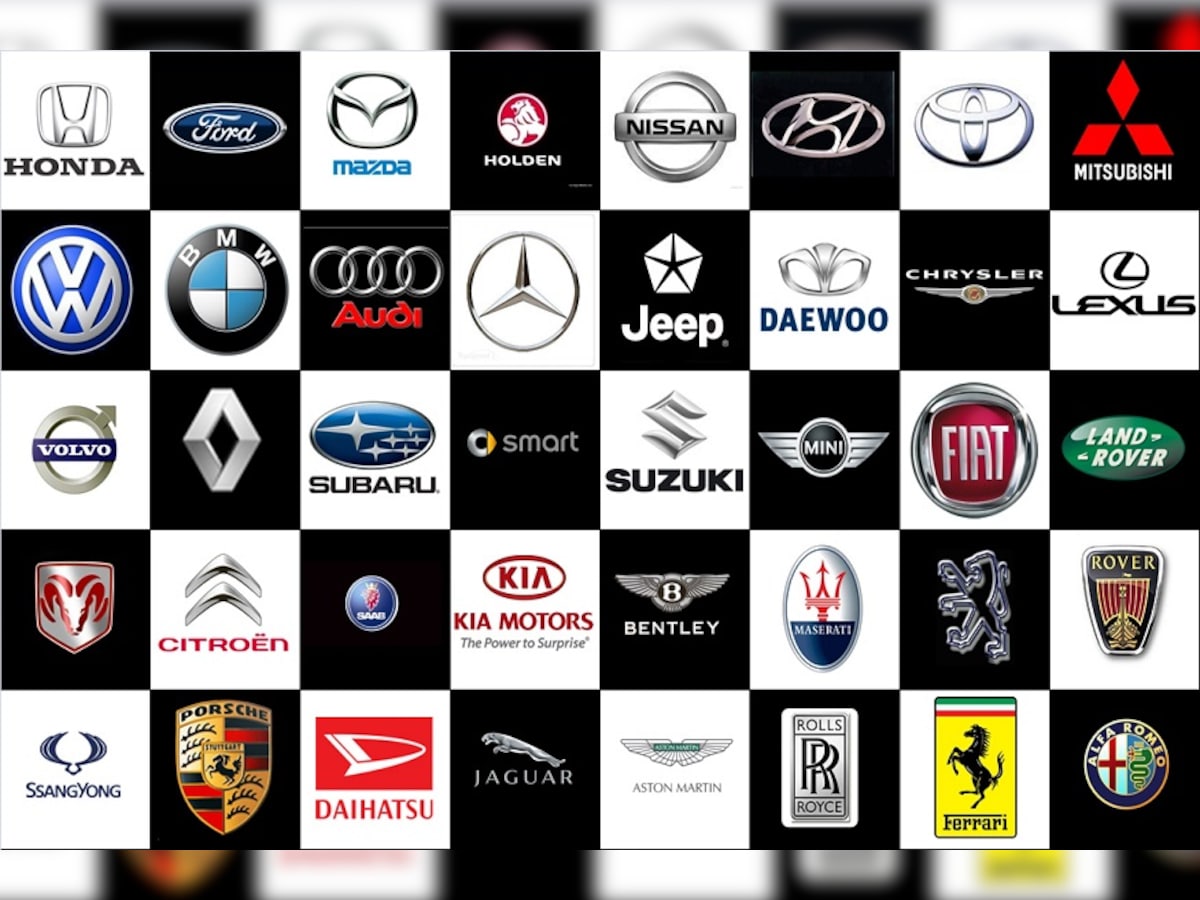 HONDA
Ford
mazda
HOLDEN
NISSAN
MITSUBISHI
VW
BMW
Audi
Jeep®
DAEWOO
CHRYSLER
LEXUS
VOLVO
SUBARU®
smart
SUZUKI
MINI
FIAT
LAND-
-ROVER
CITROËN
SAAB
KIA
KIA MOTORS
The Power to Surprise®
B
BENTLEY
MASERATI
ROVER
SSANGYONG
PORSCHE
STUTTGART
DAIHATSU
JAGUAR
ASTON MARTIN
ASTON MARTIN
ROLLS
RR
ROYCE
Ferrari
ALFA ROMEO